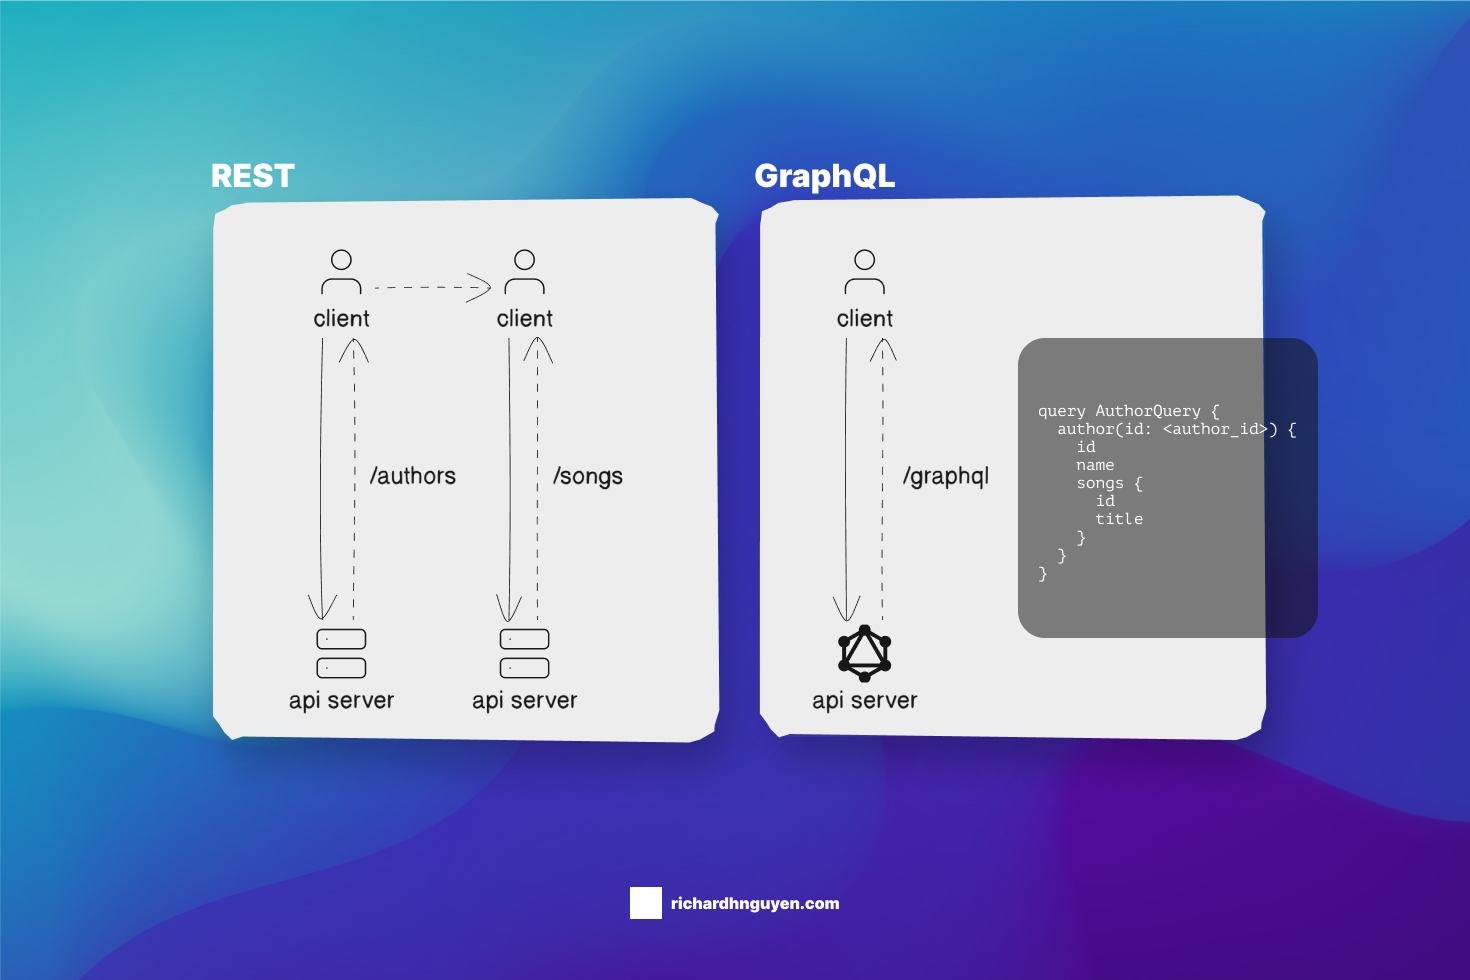 REST
client
client
/authors
/songs
api server
api server
GraphQL
client
/graphql
api server
query AuthorQuery {
  author(id: <author_id>) {
    id
    name
    songs {
      id
      title
    }
  }
}
richardhnguyen.com